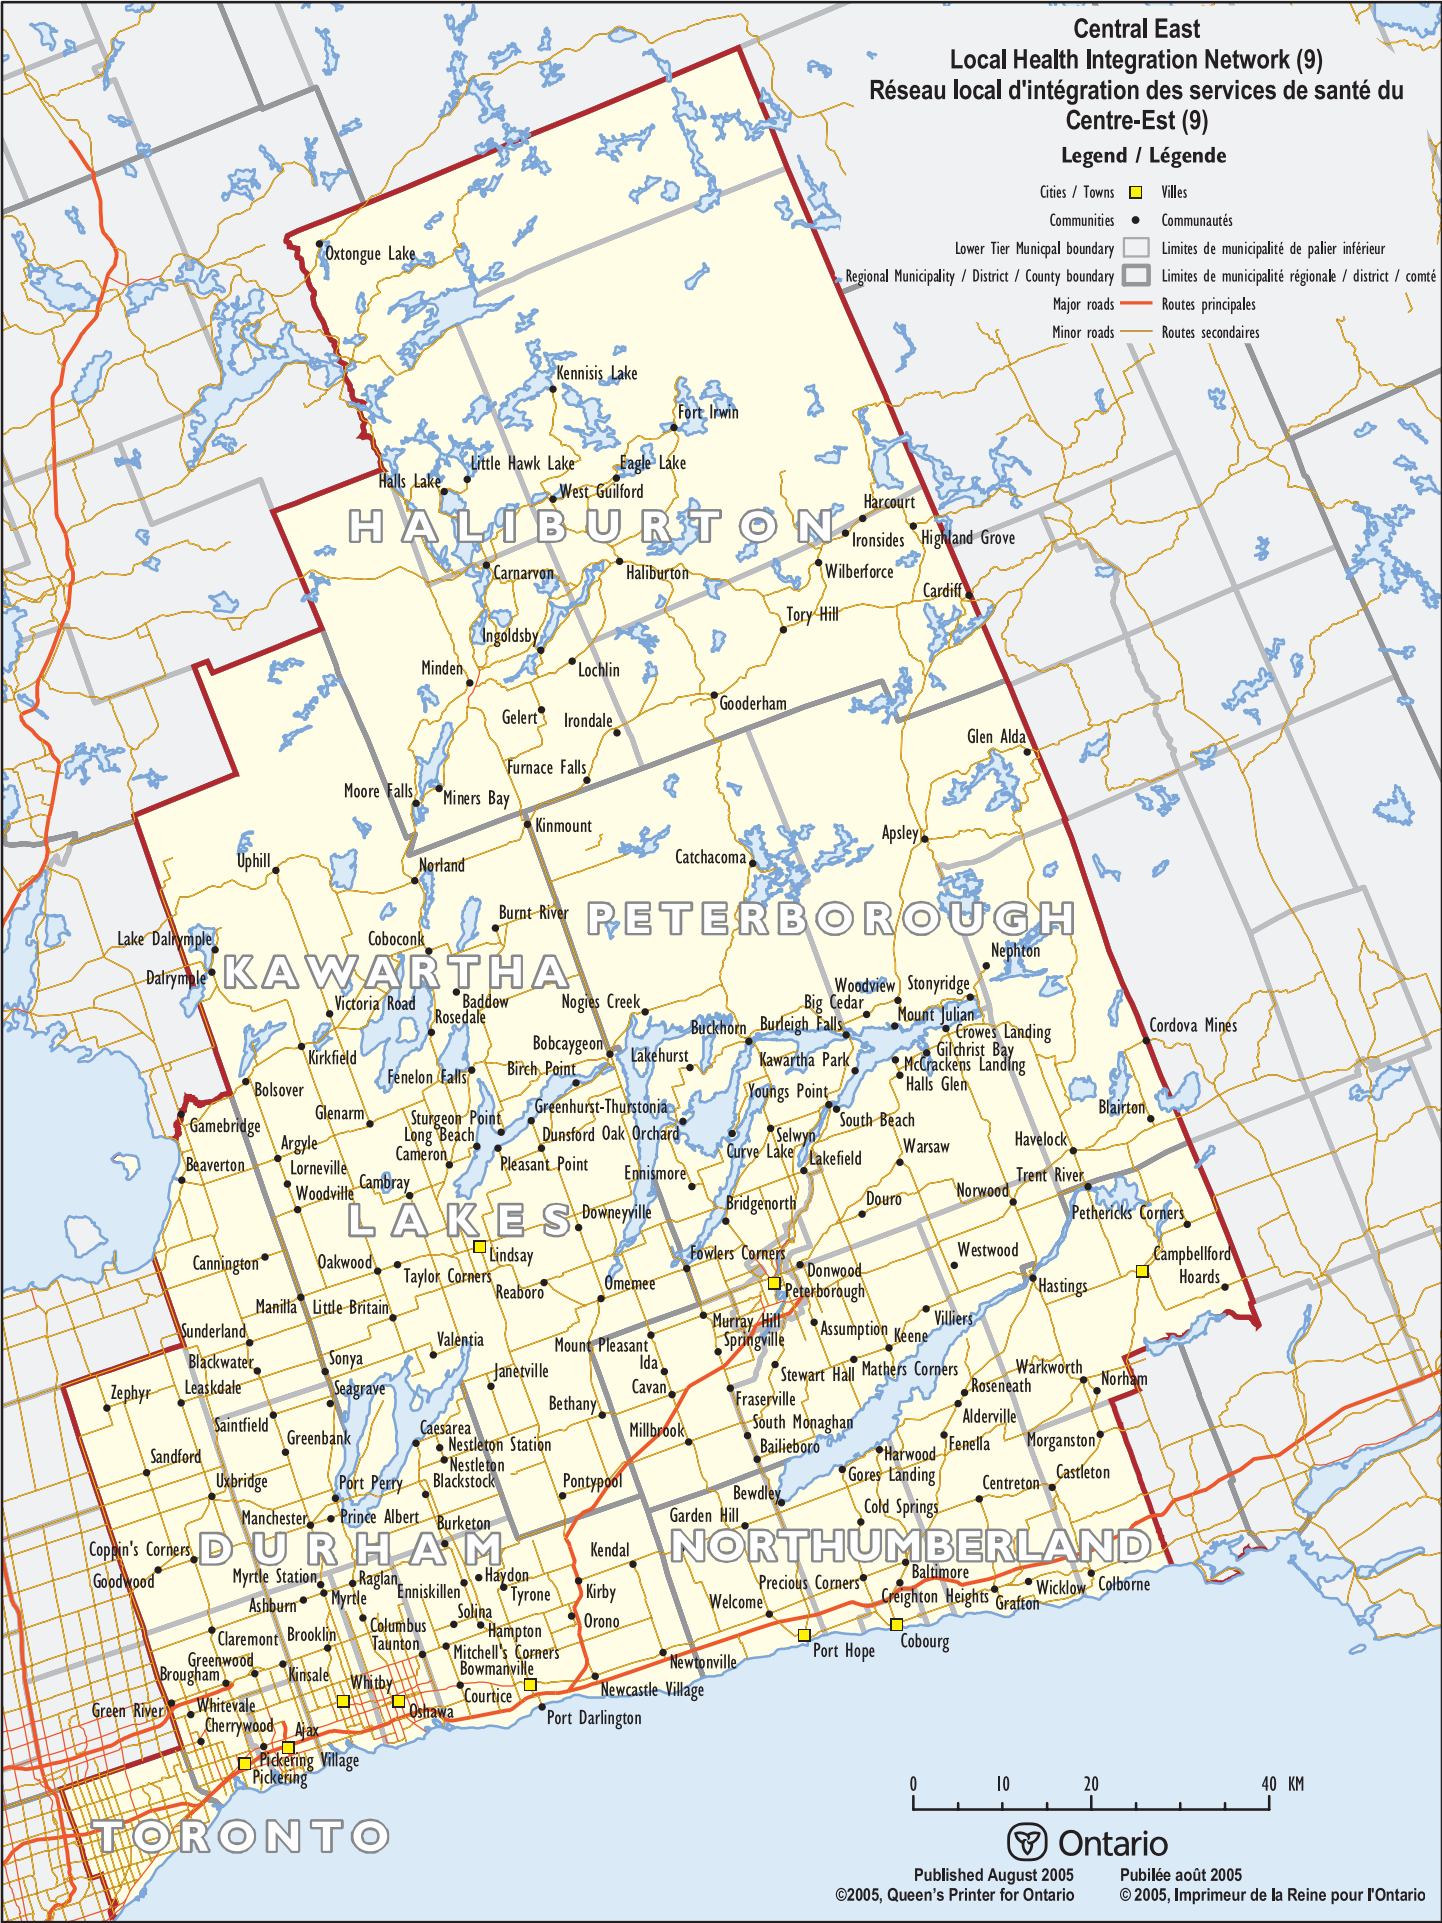 Central East
Local Health Integration Network (9)
Réseau local d'intégration des services de santé du
Centre-Est (9)
Legend / Légende
Cities / Towns Villes
Communities Communautés
Lower Tier Municpal boundary Limites de municipalité de palier inférieur
Regional Municipality / District / County boundary Limites de municipalité régionale / district / comté
Major roads Routes principales
Minor roads Routes secondaires
Oxtongue Lake
Kennisis Lake
Fort Irwin
Little Hawk Lake
Eagle Lake
Halls Lake
West Guilford
Harcourt
HALIBURTON
Ironsides
Highland Grove
Carnarvon
Haliburton
Wilberforce
Cardiff
Tory Hill
Ingoldsby
Minden
Lochlin
Gooderham
Gelert
Irondale
Glen Alda
Furnace Falls
Moore Falls
Miners Bay
Kinmount
Apsley
Catchacoma
Uphill
Norland
Burnt River
PETERBOROUGH
Lake Dalrymple
Coboconk
Nephton
KAWARTHA
Dalrymple
Woodview
Stonyridge
Victoria Road
Baddow
Nogies Creek
Big Cedar
Rosedale
Mount Julian
Buckhorn
Burleigh Falls
Crowes Landing
Cordova Mines
Bobcaygeon
Lakehurst
Gilchrist Bay
Kirkfield
Kawartha Park
McCrackens Landing
Birch Point
Fenelon Falls
Halls Glen
Bolsover
Youngs Point
Glenarm
Greenhurst-Thurstonia
Blairton
Gamebridge
Sturgeon Point
South Beach
Long Beach
Dunsford
Oak Orchard
Selwyn
Havelock
Argyle
Cameron
Curve Lake
Warsaw
Beaverton
Lorneville
Pleasant Point
Lakefield
Ennismore
Trent River
Cambray
Woodville
Norwood
Bridgenorth
Douro
Pethericks Corners
LAKES
Downeyville
Lindsay
Fowlers Corners
Westwood
Campbellford
Cannington
Oakwood
Taylor Corners
Donwood
Hoards
Reaboro
Omemee
Peterborough
Hastings
Manilla
Little Britain
Murray Hill
Villiers
Sunderland
Assumption
Valentia
Mount Pleasant
Springville
Keene
Blackwater
Sonya
Ida
Stewart Hall
Mathers Corners
Warkworth
Janetville
Norham
Zephyr
Leaskdale
Seagrave
Cavan
Roseneath
Bethany
Fraserville
Saintfield
Caesarea
South Monaghan
Alderville
Greenbank
Millbrook
Nestleton Station
Bailieboro
Fenella
Morganston
Sandford
Nestleton
Harwood
Uxbridge
Port Perry
Blackstock
Pontypool
Gores Landing
Castleton
Bewdley
Centreton
Manchester
Prince Albert
Garden Hill
Cold Springs
Burketon
Coppin's Corners
DURHAM
NORTHUMBERLAND
Kendal
Goodwood
Myrtle Station
Raglan
Haydon
Baltimore
Enniskillen
Tyrone
Kirby
Precious Corners
Wicklow
Colborne
Ashburn
Myrtle
Welcome
Creighton Heights
Grafton
Solina
Orono
Columbus
Hampton
Claremont
Brooklin
Taunton
Cobourg
Mitchell's Corners
Port Hope
Greenwood
Newtonville
Brougham
Kinsale
Bowmanville
Whitby
Courtice
Newcastle Village
Green River
Whitevale
Oshawa
Port Darlington
Cherrywood
Ajax
Pickering Village
Pickering
TORONTO
0 10 20 40 KM
Ontario
Published August 2005 Pubilée août 2005
©2005, Queen's Printer for Ontario © 2005, Imprimeur de la Reine pour l'Ontario